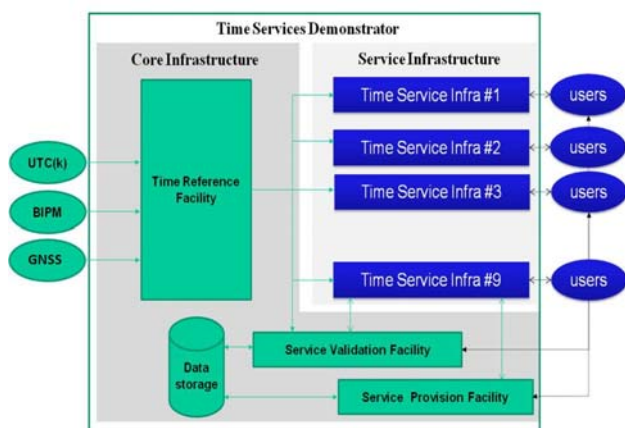 Time Services Demonstrator
Core Infrastructure
Service Infrastructure
UTC(k)
BIPM
GNSS
Time Reference
Facility
Time Service Infra #1
users
Time Service Infra #2
users
Time Service Infra #3
users
Time Service Infra #9
users
Data
storage
Service Validation Facility
Service Provision Facility